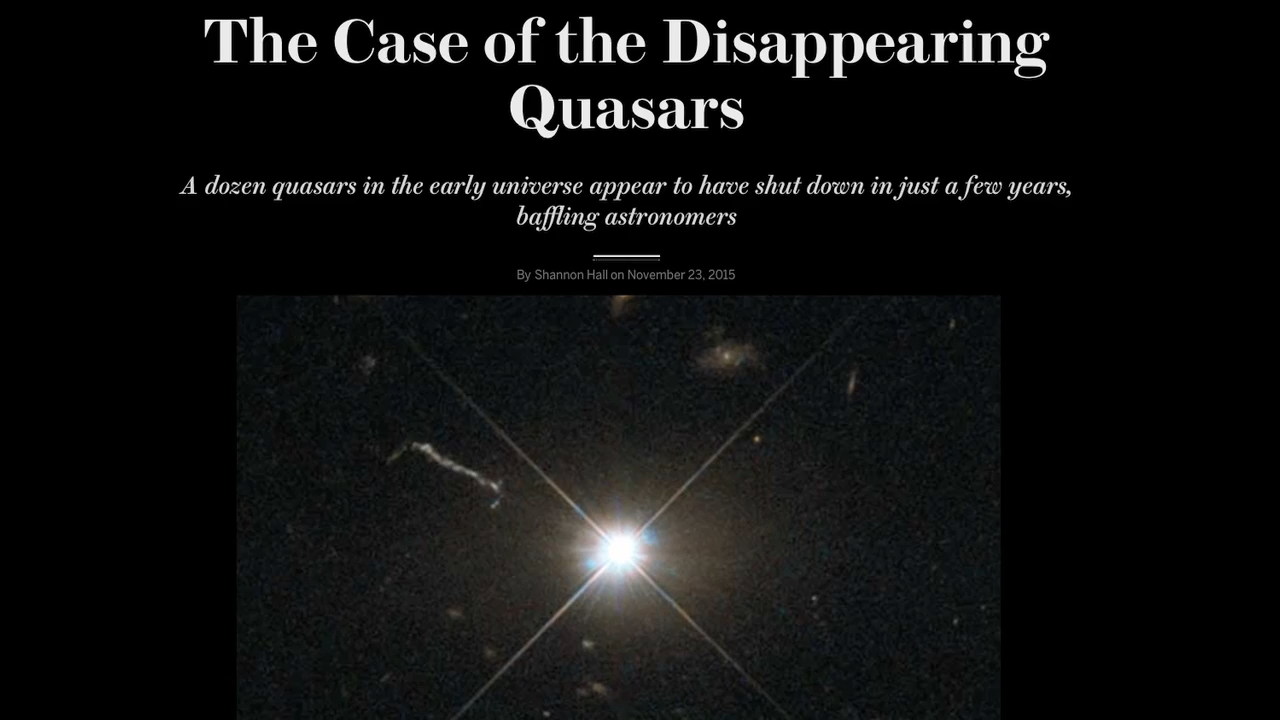 The Case of the Disappearing
Quasars
A dozen quasars in the early universe appear to have shut down in just a few years,
baffling astronomers
By Shannon Hall on November 23, 2015